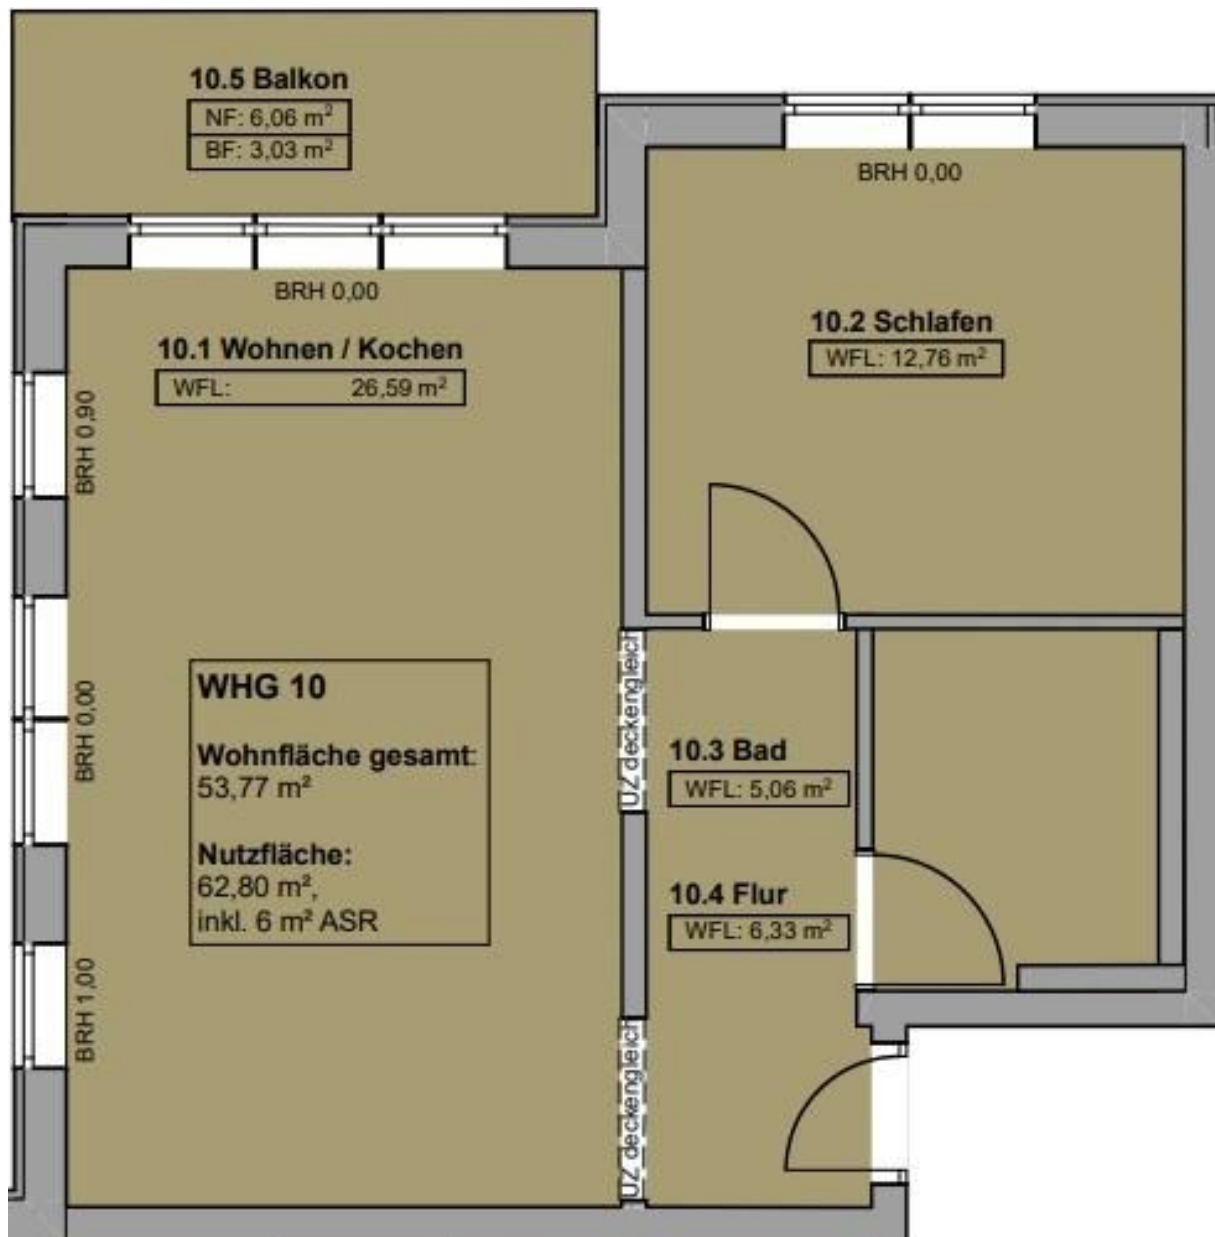 10.5 Balkon
NF: 6,06 m²
BF: 3,03 m²
BRH 0,00
BRH 0,00
10.2 Schlafen
WFL: 12,76 m²
10.1 Wohnen / Kochen
WFL: 26,59 m²
BRH 0,90
BRH 0,00
BRH 1,00
WHG 10
Wohnfläche gesamt:
53,77 m²
Nutzfläche:
62,80 m²,
inkl. 6 m² ASR
UZ deckengleich
10.3 Bad
WFL: 5,06 m²
10.4 Flur
WFL: 6,33 m²
UZ deckengleich